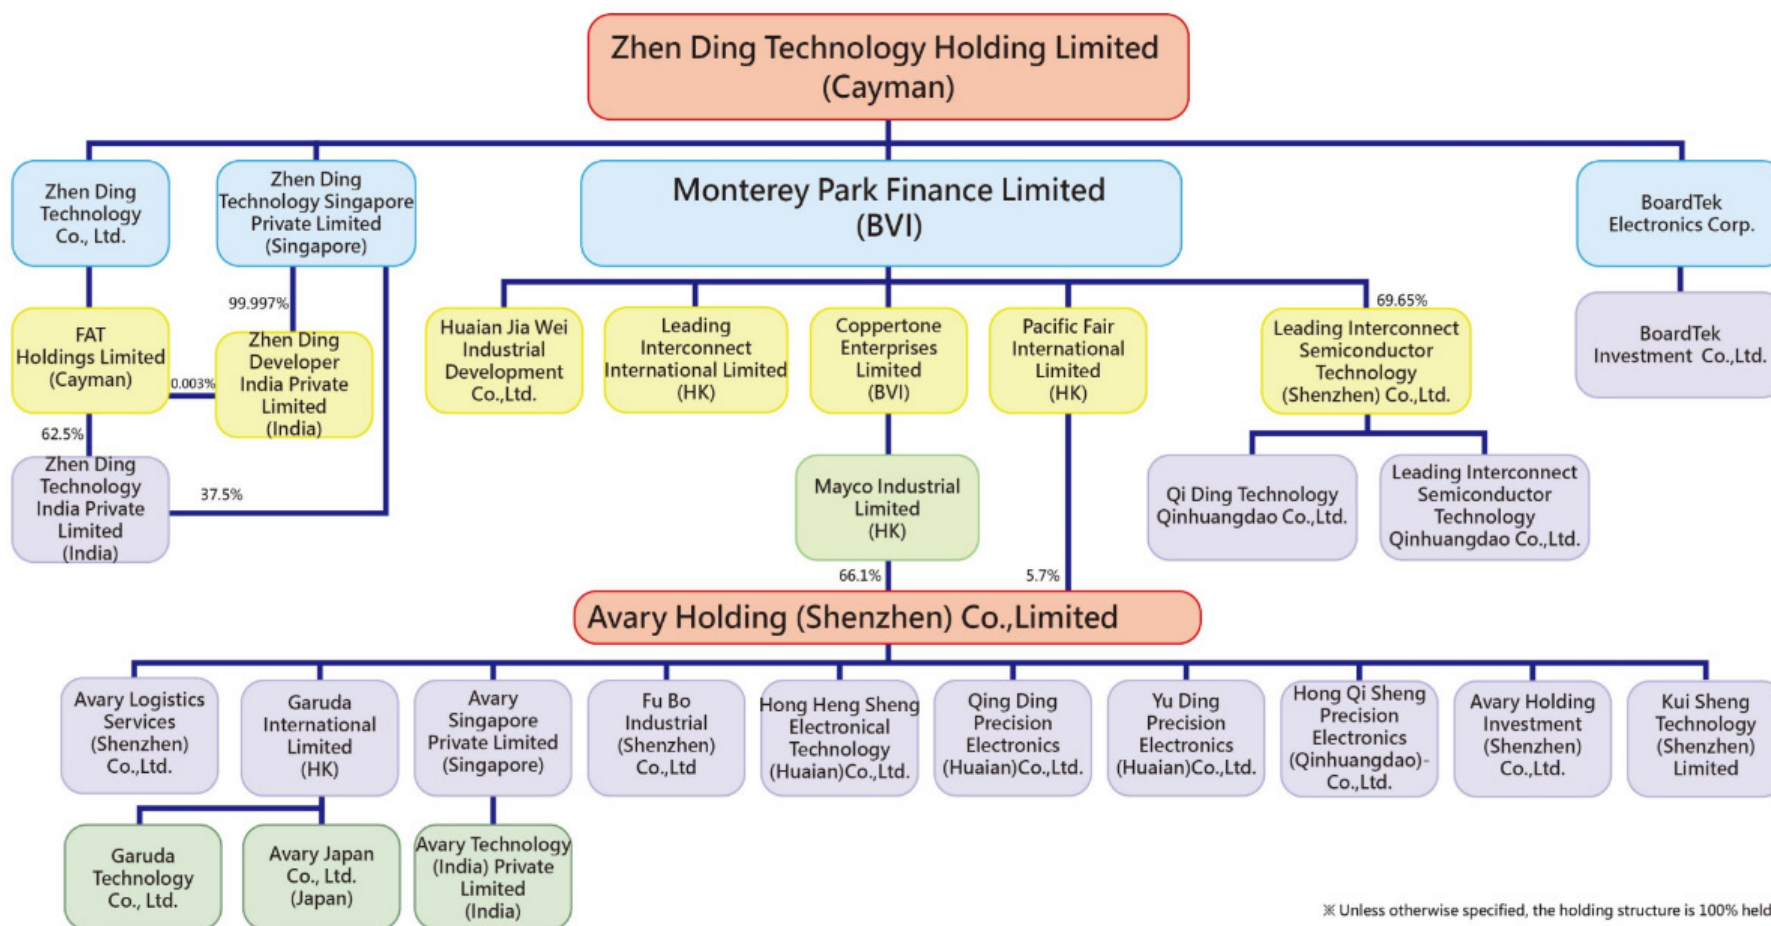 Zhen Ding Technology Holding Limited
(Cayman)
Zhen Ding
Technology
Co., Ltd.
Zhen Ding
Technology Singapore
Private Limited
(Singapore)
Monterey Park Finance Limited
(BVI)
BoardTek
Electronics Corp.
99.997%
69.65%
FAT
Holdings Limited
(Cayman)
0.003%
Zhen Ding
Developer
India Private
Limited
(India)
Huaian Jia Wei
Industrial
Development
Co.,Ltd.
Leading
Interconnect
International Limited
(HK)
Coppertone
Enterprises
Limited
(BVI)
Pacific Fair
International
Limited
(HK)
Leading Interconnect
Semiconductor
Technology
(Shenzhen) Co.,Ltd.
BoardTek
Investment Co.,Ltd.
62.5%
Zhen Ding
Technology
India Private
Limited
(India)
37.5%
Mayco Industrial
Limited
(HK)
Qi Ding Technology
Qinhuangdao Co.,Ltd.
Leading Interconnect
Semiconductor
Technology
Qinhuangdao Co.,Ltd.
66.1%
5.7%
Avary Holding (Shenzhen) Co.,Limited
Avary Logistics
Services
(Shenzhen)
Co.,Ltd.
Garuda
International
Limited
(HK)
Avary
Singapore
Private Limited
(Singapore)
Fu Bo
Industrial
(Shenzhen)
Co.,Ltd
Hong Heng Sheng
Electronical
Technology
(Huaian)Co.,Ltd.
Qing Ding
Precision
Electronics
(Huaian)Co.,Ltd.
Yu Ding
Precision
Electronics
(Huaian)Co.,Ltd.
Hong Qi Sheng
Precision
Electronics
(Qinhuangdao)-
Co.,Ltd.
Avary Holding
Investment
(Shenzhen)
Co.,Ltd.
Kui Sheng
Technology
(Shenzhen)
Limited
Garuda
Technology
Co., Ltd.
Avary Japan
Co., Ltd.
(Japan)
Avary Technology
(India) Private
Limited
(India)
※ Unless otherwise specified, the holding structure is 100% held